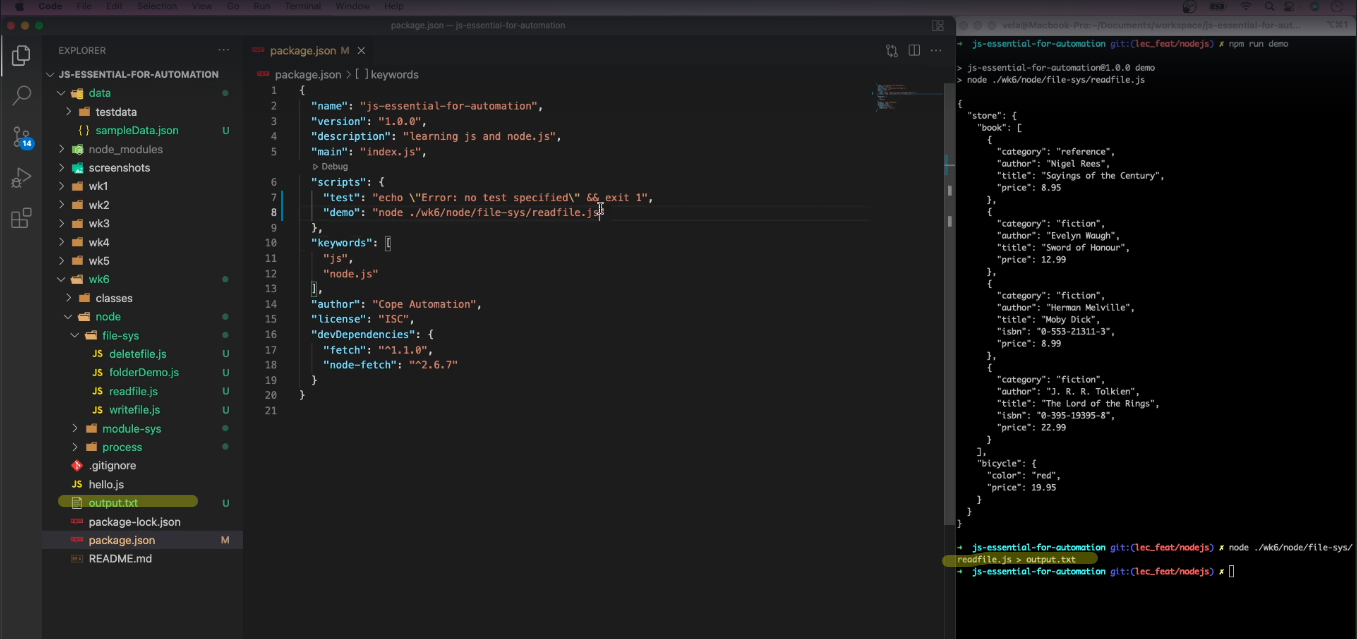 Code File Edit Selection View Go Run Terminal Window Help
package.json — js-essential-for-automation
EXPLORER
JS-ESSENTIAL-FOR-AUTOMATION
data
testdata
{} sampleData.json U
node_modules
screenshots
wk1
wk2
wk3
wk4
wk5
wk6
classes
node
file-sys
JS deletefile.js U
JS folderDemo.js U
JS readfile.js U
JS writefile.js U
module-sys
process
.gitignore
JS hello.js
output.txt U
package-lock.json
package.json M
README.md
14
package.json M
package.json > [ ] keywords
1 {
2 "name": "js-essential-for-automation",
3 "version": "1.0.0",
4 "description": "learning js and node.js",
5 "main": "index.js",
Debug
6 "scripts": {
7 "test": "echo \"Error: no test specified\" && exit 1",
8 "demo": "node ./wk6/node/file-sys/readfile.js"
9 },
10 "keywords": [
11 "js",
12 "node.js"
13 ],
14 "author": "Cope Automation",
15 "license": "ISC",
16 "devDependencies": {
17 "fetch": "^1.1.0",
18 "node-fetch": "^2.6.7"
19 }
20 }
21
vela@Macbook-Pro: ~/Documents/workspace/js-essential-for-aut... ⌥⌘1
→ js-essential-for-automation git:(lec_feat/nodejs) ✗ npm run demo
> js-essential-for-automation@1.0.0 demo
> node ./wk6/node/file-sys/readfile.js
{
"store": {
"book": [
{
"category": "reference",
"author": "Nigel Rees",
"title": "Sayings of the Century",
"price": 8.95
},
{
"category": "fiction",
"author": "Evelyn Waugh",
"title": "Sword of Honour",
"price": 12.99
},
{
"category": "fiction",
"author": "Herman Melville",
"title": "Moby Dick",
"isbn": "0-553-21311-3",
"price": 8.99
},
{
"category": "fiction",
"author": "J. R. R. Tolkien",
"title": "The Lord of the Rings",
"isbn": "0-395-19395-8",
"price": 22.99
}
],
"bicycle": {
"color": "red",
"price": 19.95
}
}
}
→ js-essential-for-automation git:(lec_feat/nodejs) ✗ node ./wk6/node/file-sys/
readfile.js > output.txt
→ js-essential-for-automation git:(lec_feat/nodejs) ✗